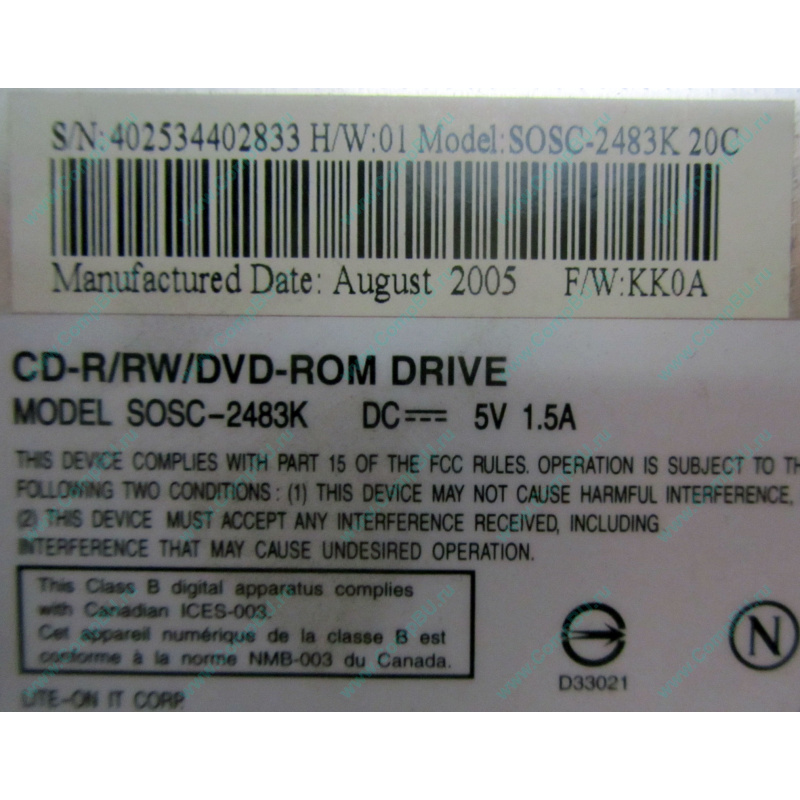 S/N: 402534402833 H/W:01 Model:SOSC-2483K 20C
Manufactured Date: August 2005 F/W:KK0A
CD-R/RW/DVD-ROM DRIVE
MODEL SOSC-2483K DC 5V 1.5A
THIS DEVICE COMPLIES WITH PART 15 OF THE FCC RULES. OPERATION IS SUBJECT TO TH
FOLLOWING TWO CONDITIONS : (1) THIS DEVICE MAY NOT CAUSE HARMFUL INTERFERENCE,
(2) THIS DEVICE MUST ACCEPT ANY INTERFERENCE RECEIVED, INCLUDING
INTERFERENCE THAT MAY CAUSE UNDESIRED OPERATION.
This Class B digital apparatus complies
with Canadian ICES-003.
Cet appareil numérique de la classe B est
conforme à la norme NMB-003 du Canada.
D33021
N
LITE-ON IT CORP.